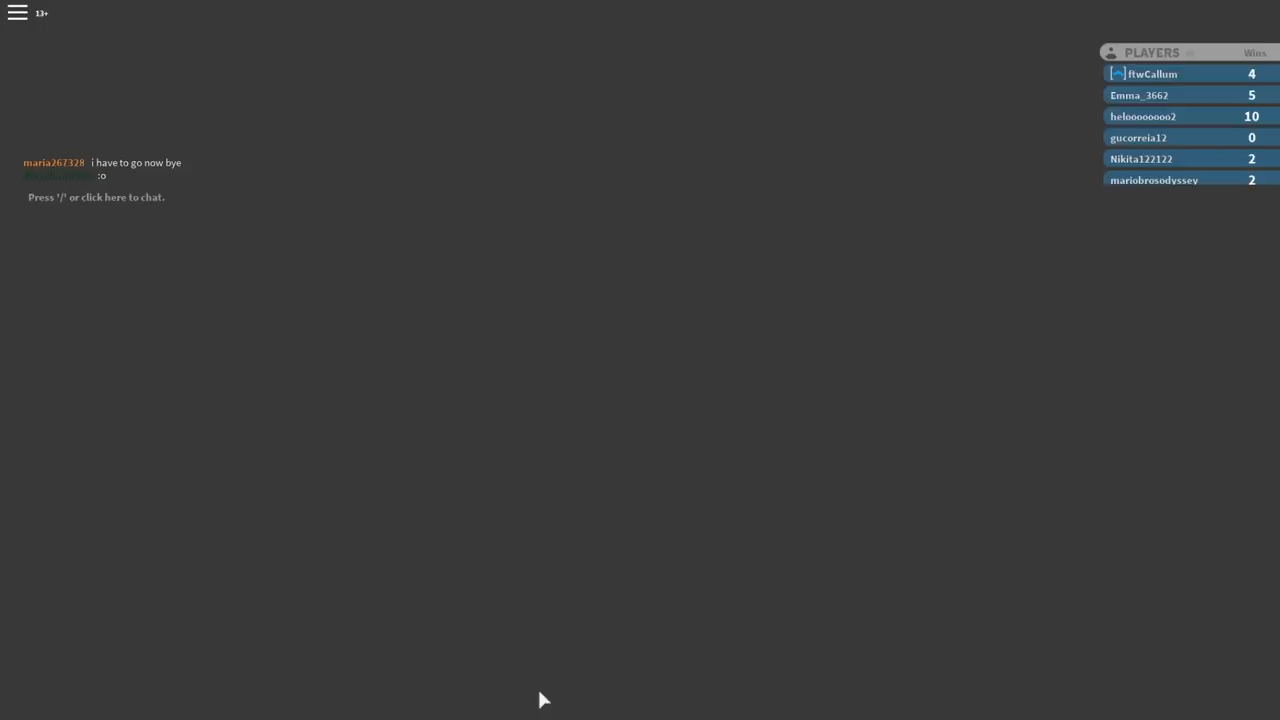 13+
PLAYERS Wins
ftwCallum 4
Emma_3662 5
heloooooooo2 10
gucorreia12 0
Nikita122122 2
mariobrosodyssey 2
maria267328 i have to go now bye
:o
Press '/' or click here to chat.